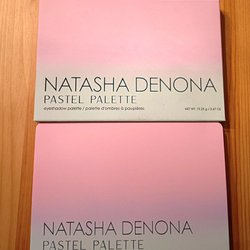 NATASHA DENONA
PASTEL PALETTE
eyeshadow palette / palette d'ombres à paupières
NATASHA DENONA
PASTEL PALETTE